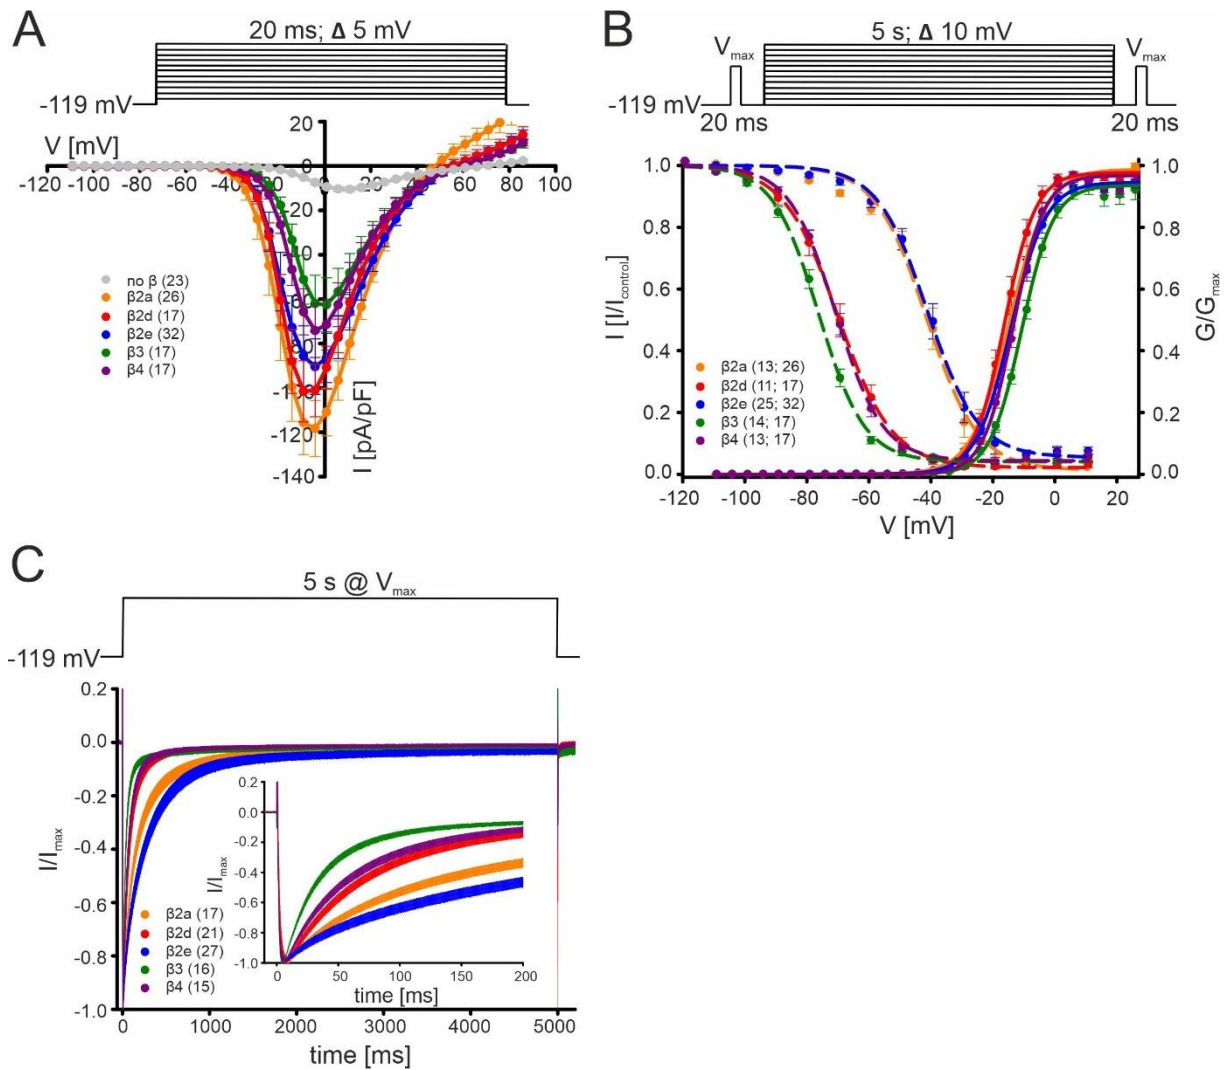 A
20 ms; Δ 5 mV
-119 mV
V [mV]
20
0
-120 -100 -80 -60 -40 -20 20 40 60 80 100
-20
-40
-60
-80
-100
-120
-140
I [pA/pF]
no β (23)
β2a (26)
β2d (17)
β2e (32)
β3 (17)
β4 (17)
B
5 s; Δ 10 mV
Vmax
Vmax
-119 mV
20 ms
20 ms
1.0
0.8
0.6
0.4
0.2
0.0
I [I/Icontrol]
β2a (13; 26)
β2d (11; 17)
β2e (25; 32)
β3 (14; 17)
β4 (13; 17)
1.0
0.8
0.6
0.4
0.2
0.0
G/Gmax
-120 -100 -80 -60 -40 -20 0 20
V [mV]
C
5 s @ Vmax
-119 mV
0.2
0.0
-0.2
-0.4
-0.6
-0.8
-1.0
I/Imax
β2a (17)
β2d (21)
β2e (27)
β3 (16)
β4 (15)
0.2
0.0
-0.2
-0.4
-0.6
-0.8
-1.0
I/Imax
0 50 100 150 200
time [ms]
0 1000 2000 3000 4000 5000
time [ms]